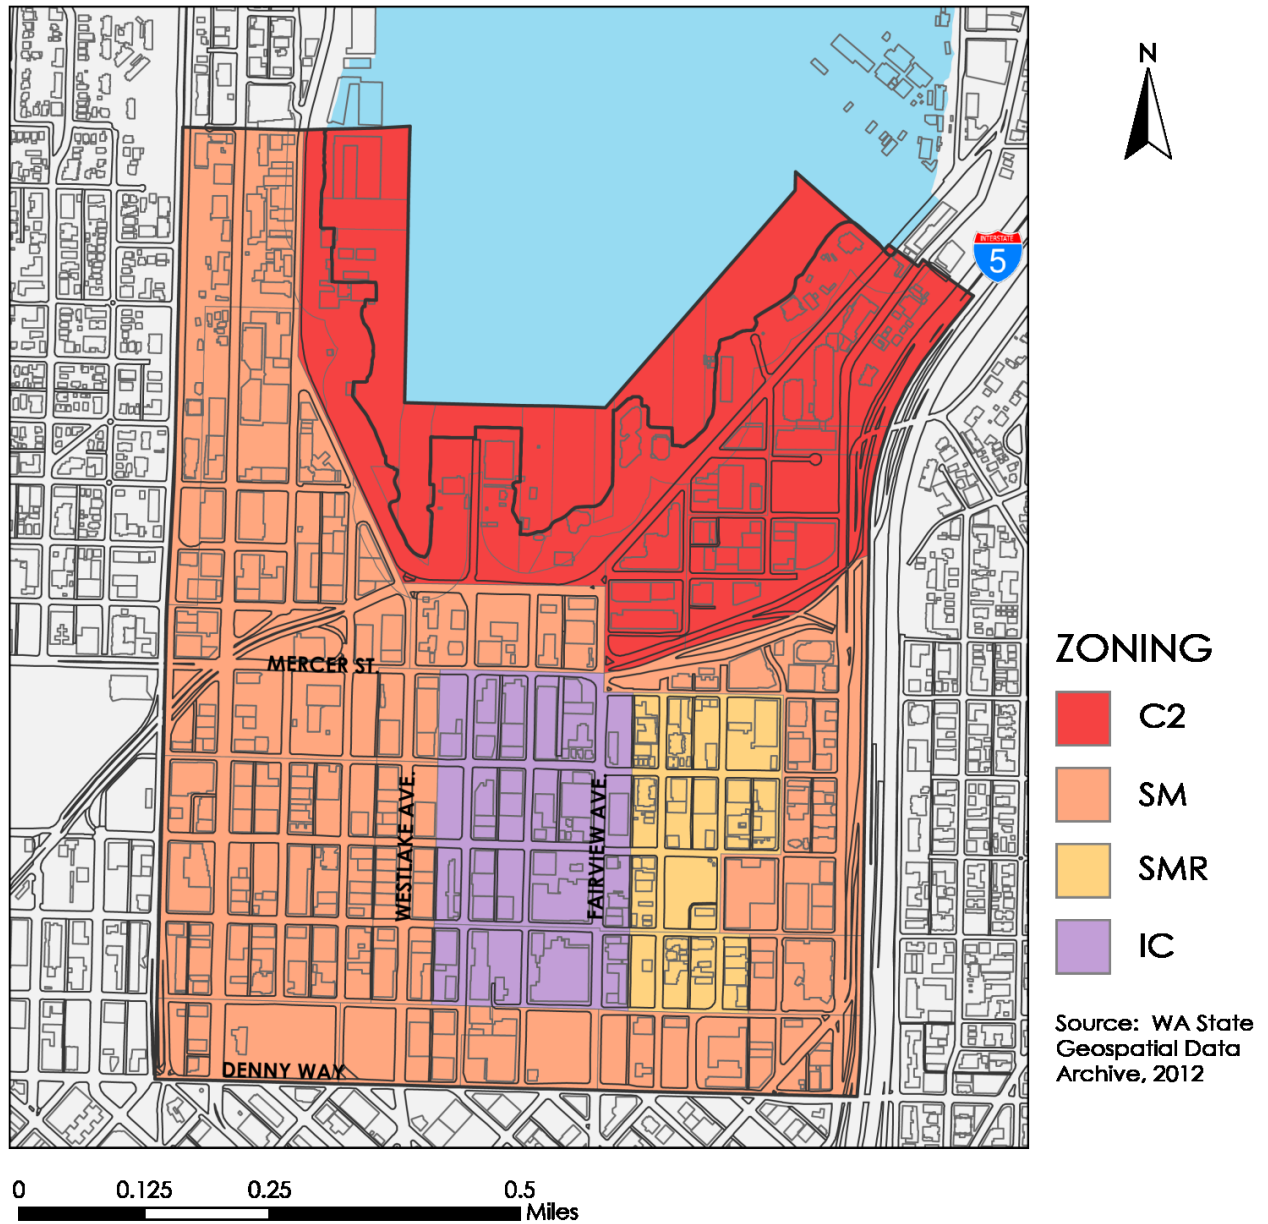 N
INTERSTATE
5
MERCER ST.
WESTLAKE AVE.
FAIRVIEW AVE.
DENNY WAY
ZONING
C2
SM
SMR
IC
Source: WA State
Geospatial Data
Archive, 2012
0 0.125 0.25 0.5
Miles